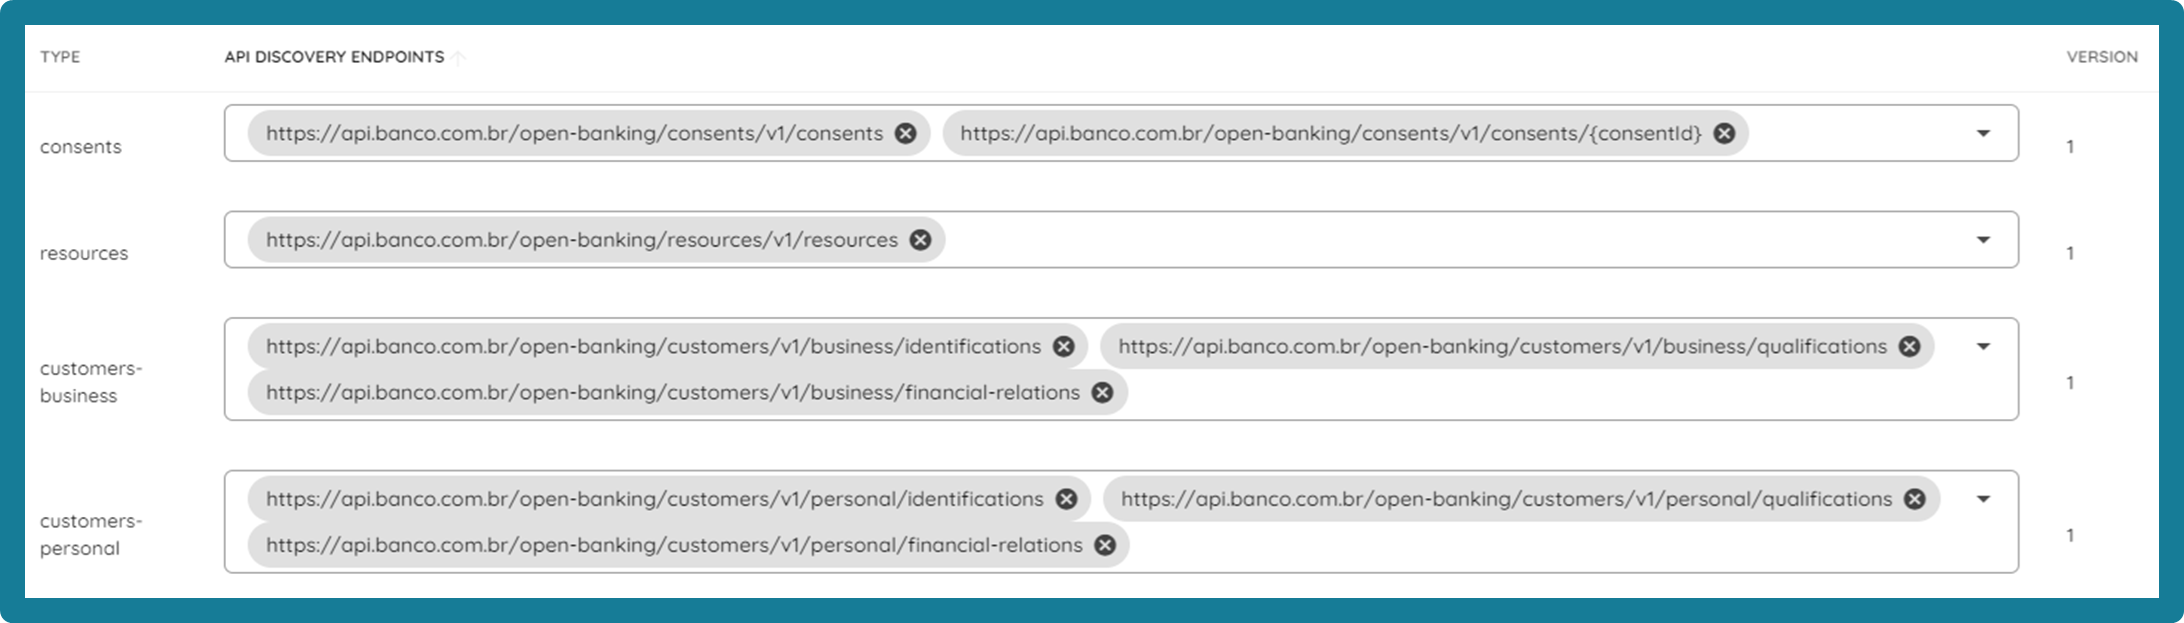 TYPE API DISCOVERY ENDPOINTS VERSION
consents https://api.banco.com.br/open-banking/consents/v1/consents https://api.banco.com.br/open-banking/consents/v1/consents/{consentId} 1
resources https://api.banco.com.br/open-banking/resources/v1/resources 1
customers-
business
https://api.banco.com.br/open-banking/customers/v1/business/identifications https://api.banco.com.br/open-banking/customers/v1/business/qualifications
https://api.banco.com.br/open-banking/customers/v1/business/financial-relations
1
customers-
personal
https://api.banco.com.br/open-banking/customers/v1/personal/identifications https://api.banco.com.br/open-banking/customers/v1/personal/qualifications
https://api.banco.com.br/open-banking/customers/v1/personal/financial-relations
1